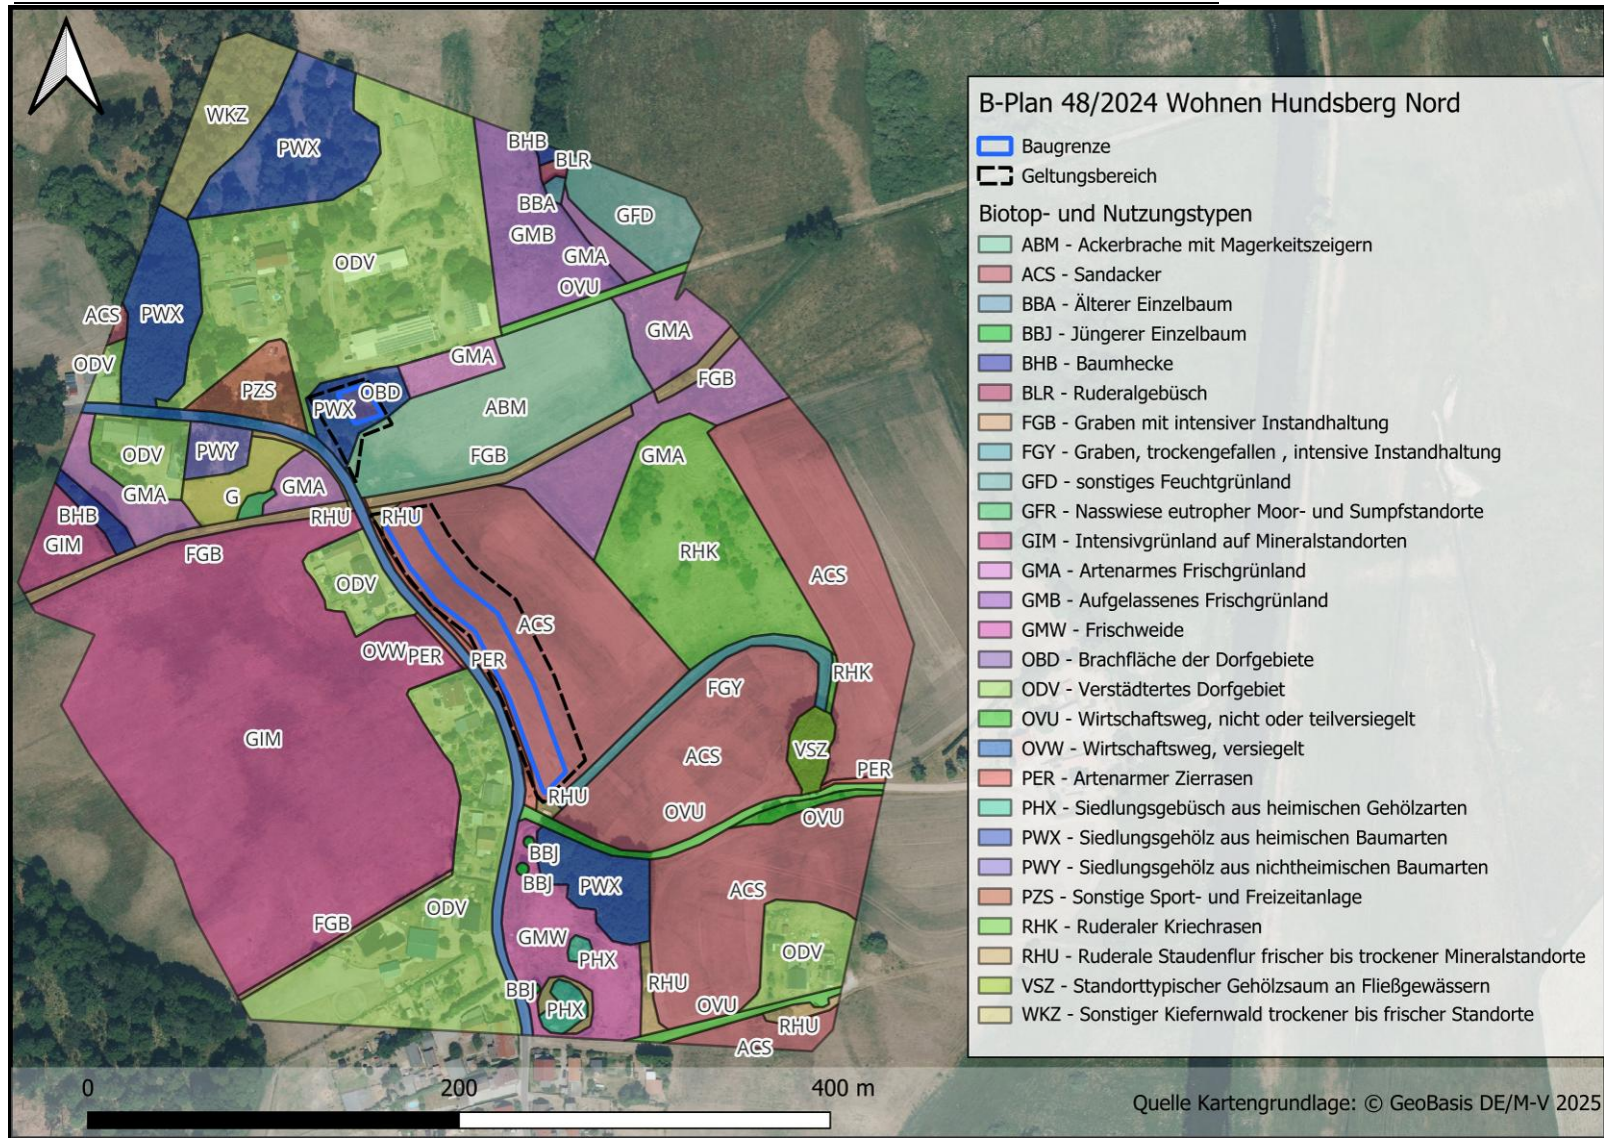 B-Plan 48/2024 Wohnen Hundsberg Nord
Baugrenze
Geltungsbereich
Biotop- und Nutzungstypen
ABM - Ackerbrache mit Magerkeitszeigern
ACS - Sandacker
BBA - Älterer Einzelbaum
BBJ - Jüngerer Einzelbaum
BHB - Baumhecke
BLR - Ruderalgebüsch
FGB - Graben mit intensiver Instandhaltung
FGY - Graben, trockengefallen , intensive Instandhaltung
GFD - sonstiges Feuchtgrünland
GFR - Nasswiese eutropher Moor- und Sumpfstandorte
GIM - Intensivgrünland auf Mineralstandorten
GMA - Artenarmes Frischgrünland
GMB - Aufgelassenes Frischgrünland
GMW - Frischweide
OBD - Brachfläche der Dorfgebiete
ODV - Verstädtertes Dorfgebiet
OVU - Wirtschaftsweg, nicht oder teilversiegelt
OVW - Wirtschaftsweg, versiegelt
PER - Artenarmer Zierrasen
PHX - Siedlungsgebüsch aus heimischen Gehölzarten
PWX - Siedlungsgehölz aus heimischen Baumarten
PWY - Siedlungsgehölz aus nichtheimischen Baumarten
PZS - Sonstige Sport- und Freizeitanlage
RHK - Ruderaler Kriechrasen
RHU - Ruderale Staudenflur frischer bis trockener Mineralstandorte
VSZ - Standorttypischer Gehölzsaum an Fließgewässern
WKZ - Sonstiger Kiefernwald trockener bis frischer Standorte
WKZ
PWX
BHB
BLR
BBA
GFD
GMB
GMA
ODV
OVU
ACS
PWX
GMA
ODV
GMA
PZS
OBD
PWX
FGB
ABM
ODV
PWY
FGB
GMA
GMA
G
GMA
BHB
RHU
RHU
GIM
FGB
RHK
ODV
ACS
ACS
OVW
PER
PER
RHK
FGY
GIM
VSZ
ACS
PER
RHU
OVU
OVU
BBJ
BBJ
PWX
ACS
ODV
FGB
GMW
PHX
ODV
RHU
BBJ
PHX
OVU
RHU
ACS
0 200 400 m
Quelle Kartengrundlage: © GeoBasis DE/M-V 2025